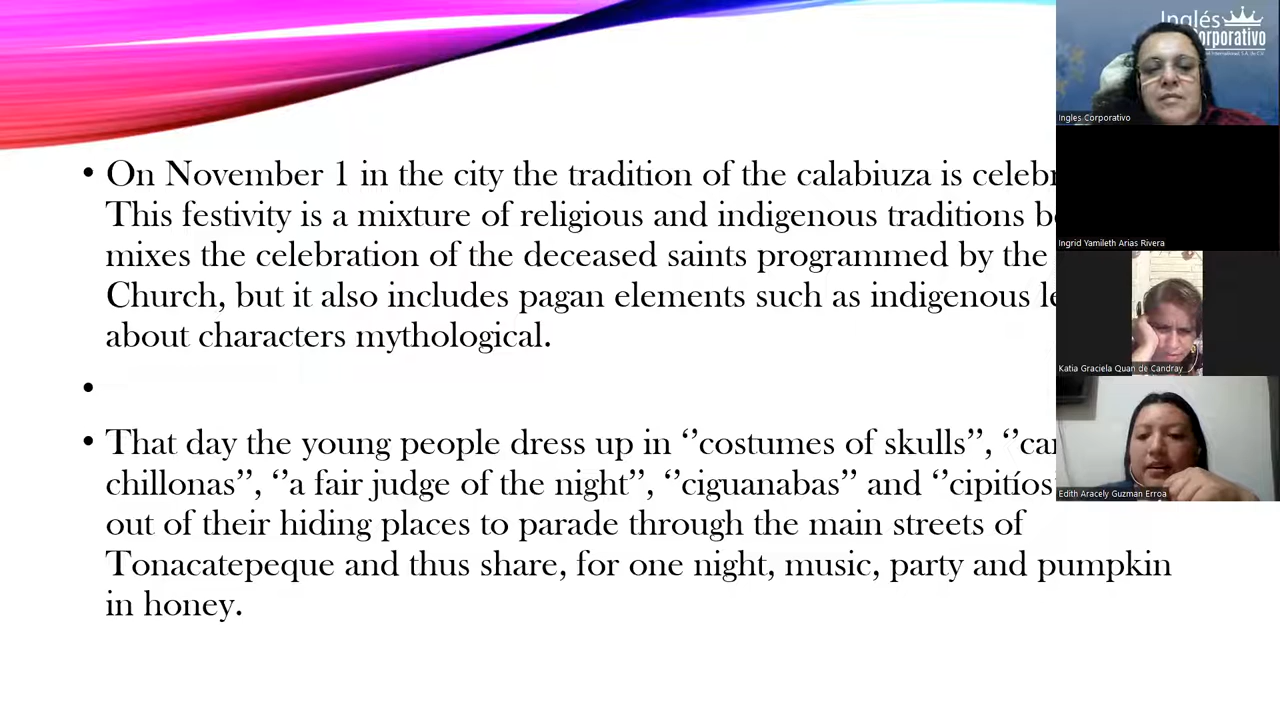 • On November 1 in the city the tradition of the calabiuza is
This festivity is a mixture of religious and indigenous traditions
mixes the celebration of the deceased saints programmed by the
Church, but it also includes pagan elements such as indigenous
about characters mythological.
•
• That day the young people dress up in ‘’costumes of skulls’’,
chillonas’’, ‘’a fair judge of the night’’, ‘’ciguanabas’’ and ‘’cipitíos
out of their hiding places to parade through the main streets of
Tonacatepeque and thus share, for one night, music, party and pumpkin
in honey.
Inglés
Corporativo
Ingles Corporativo
Ingrid Yamileth Arias Rivera
Katia Graciela Quan de Candray
Edith Aracely Guzman Erroa